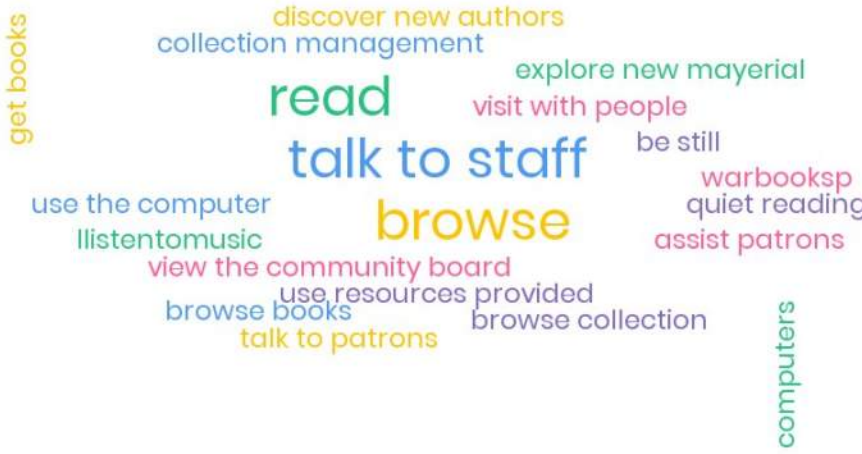 discover new authors
collection management
get books
explore new mayerial
read
visit with people
be still
talk to staff
warbooksp
use the computer
quiet reading
browse
Llistentomusic
assist patrons
view the community board
use resources provided
browse books
browse collection
talk to patrons
computers